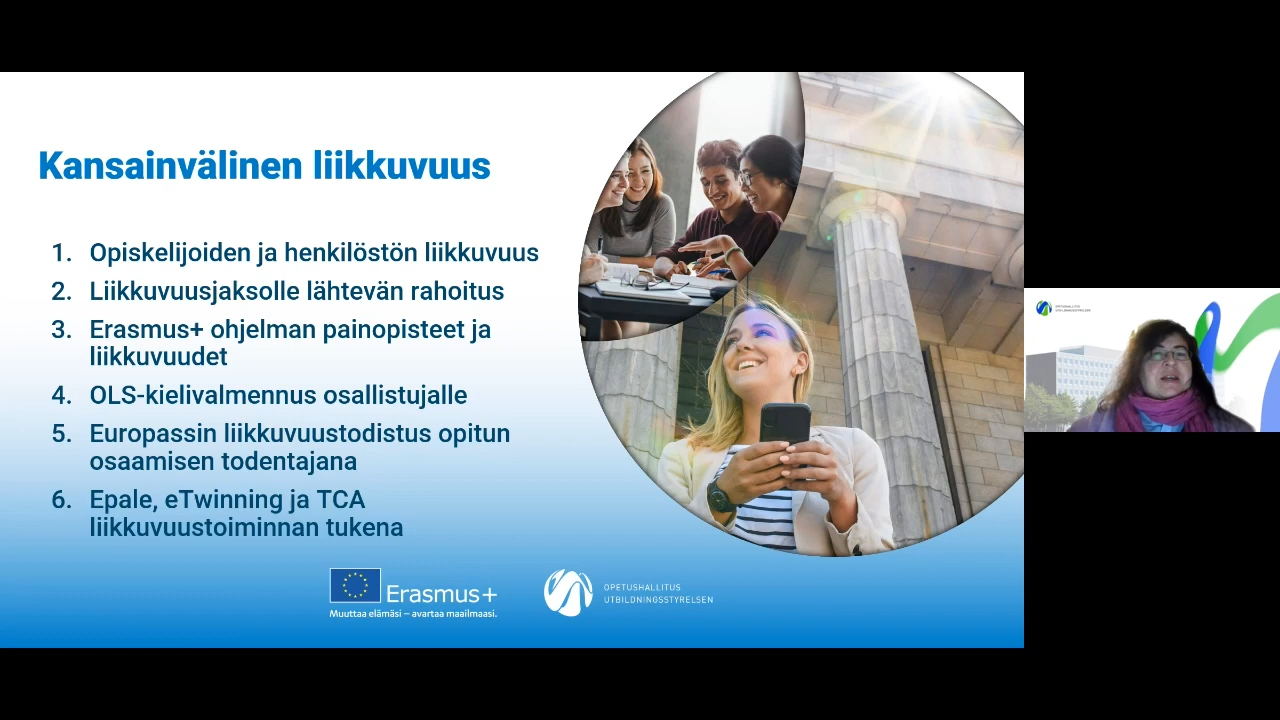 Kansainvälinen liikkuvuus
1. Opiskelijoiden ja henkilöstön liikkuvuus
2. Liikkuvuusjaksolle lähtevän rahoitus
3. Erasmus+ ohjelman painopisteet ja
liikkuvuudet
4. OLS-kielivalmennus osallistujalle
5. Europassin liikkuvuustodistus opitun
osaamisen todentajana
6. Epale, eTwinning ja TCA
liikkuvuustoiminnan tukena
Erasmus+
Muuttaa elämäsi – avartaa maailmaasi.
OPETUSHALLITUS
UTBILDNINGSSTYRELSEN
OPETUSHALLITUS
UTBILDNINGSSTYRELSEN